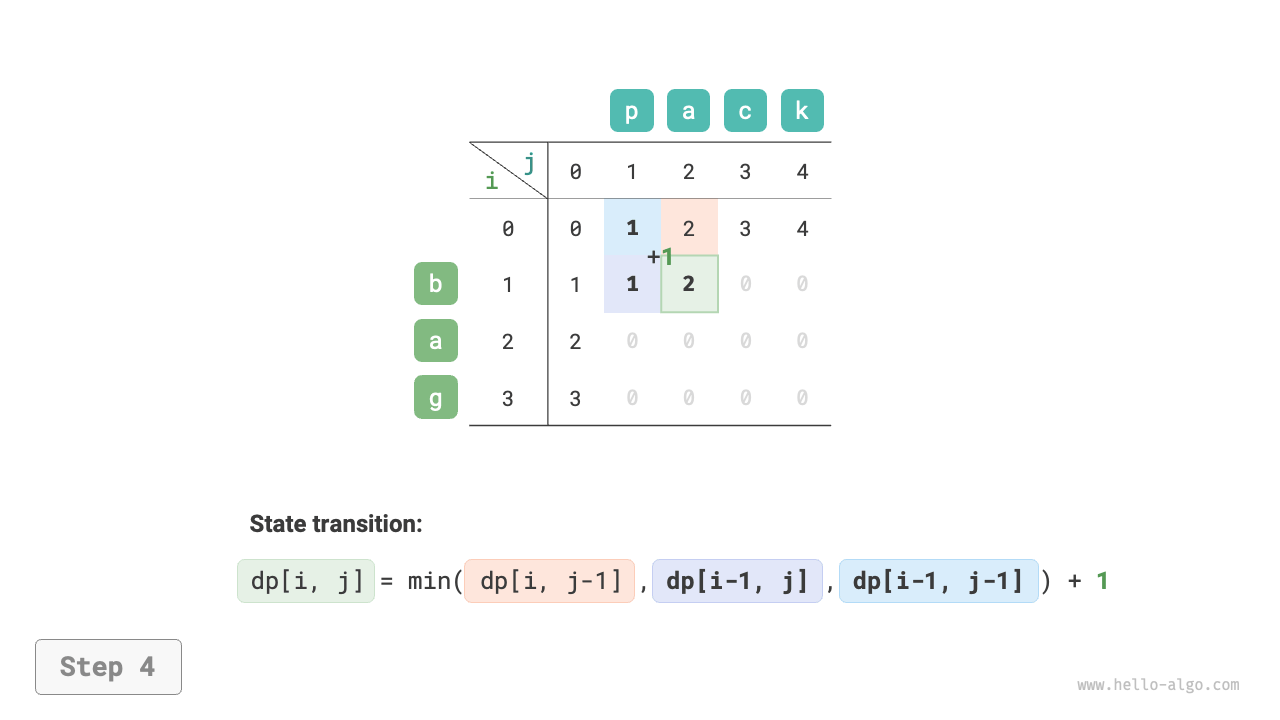 p a c k
j
i
0 1 2 3 4
0 0 1 2 3 4
+1
b 1 1 1 2 0 0
a 2 2 0 0 0 0
g 3 3 0 0 0 0
State transition:
dp[i, j] = min( dp[i, j-1] , dp[i-1, j] , dp[i-1, j-1] ) + 1
Step 4
www.hello-algo.com